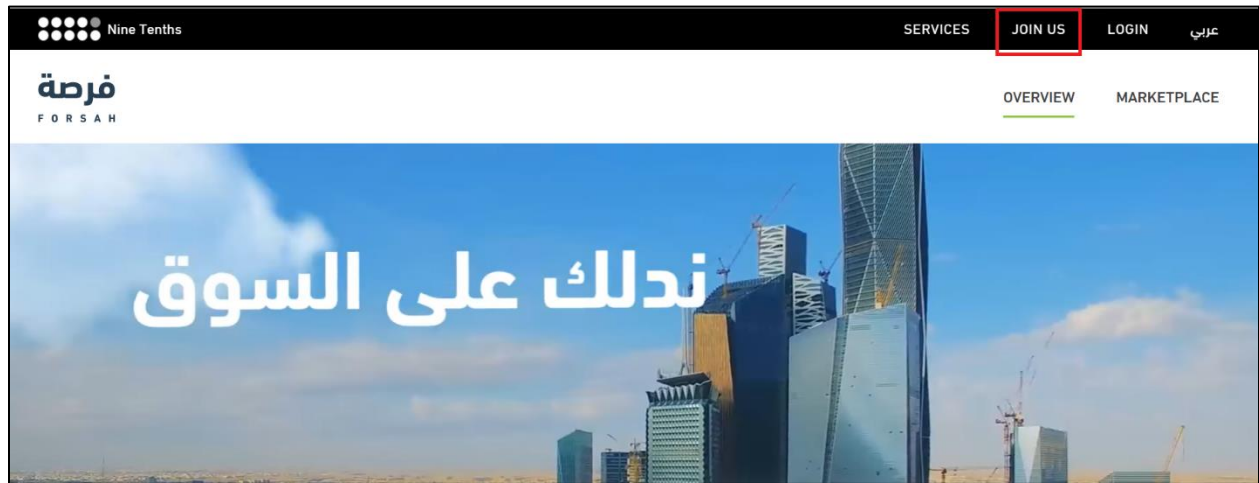 Nine Tenths SERVICES JOIN US LOGIN عربي
فرصة
FORSAH
OVERVIEW MARKETPLACE
ندلك على السوق